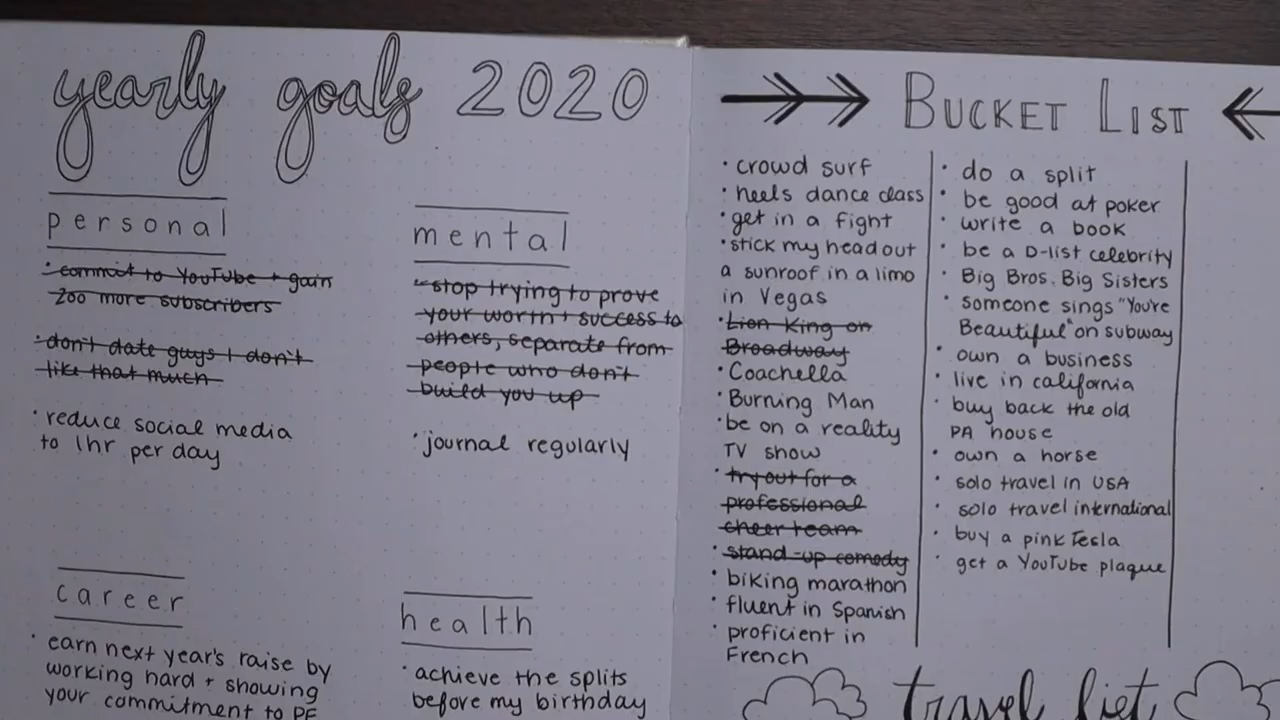 yearly goals 2020
personal
· commit to YouTube + gain
200 more subscribers
· don't date guys I don't
like that much
· reduce social media
to 1hr per day
mental
· stop trying to prove
your worth + success to
others, separate from
people who don't
build you up
· journal regularly
career
· earn next year's raise by
working hard + showing
your commitment to PF
health
· achieve the splits
before my birthday
BUCKET LIST
· crowd surf
· heels dance class
· get in a fight
· stick my head out
a sunroof in a limo
in Vegas
· Lion King on
Broadway
· Coachella
· Burning Man
· be on a reality
TV show
· try out for a
professional
cheer team
· stand-up comedy
· biking marathon
· fluent in Spanish
· proficient in
French
· do a split
· be good at poker
· write a book
· be a D-list celebrity
· Big Bros. Big Sisters
· someone sings "You're
Beautiful" on subway
· own a business
· live in california
· buy back the old
PA house
· own a horse
· solo travel in USA
· solo travel international
· buy a pink Tesla
· get a YouTube plaque
travel list